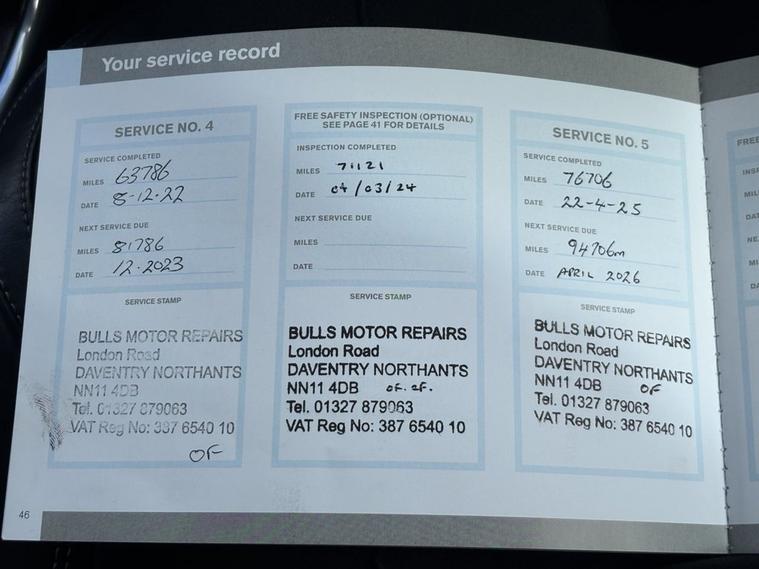 Your service record
SERVICE NO. 4
SERVICE COMPLETED
MILES 63786
DATE 8-12-22
NEXT SERVICE DUE
MILES 81786
DATE 12.2023
SERVICE STAMP
BULLS MOTOR REPAIRS
London Road
DAVENTRY NORTHANTS
NN11 4DB
Tel. 01327 879063
VAT Reg No: 387 6540 10
OF
FREE SAFETY INSPECTION (OPTIONAL)
SEE PAGE 41 FOR DETAILS
INSPECTION COMPLETED
MILES 71121
DATE 04/03/24
NEXT SERVICE DUE
MILES
DATE
SERVICE STAMP
BULLS MOTOR REPAIRS
London Road
DAVENTRY NORTHANTS
NN11 4DB
Tel. 01327 879063
VAT Reg No: 387 6540 10
SERVICE NO. 5
SERVICE COMPLETED
MILES 76706
DATE 22-4-25
NEXT SERVICE DUE
MILES 94706m
DATE APRIL 2026
SERVICE STAMP
BULLS MOTOR REPAIRS
London Road
DAVENTRY NORTHANTS
NN11 4DB OF
Tel. 01327 879063
VAT Reg No: 387 6540 10
46